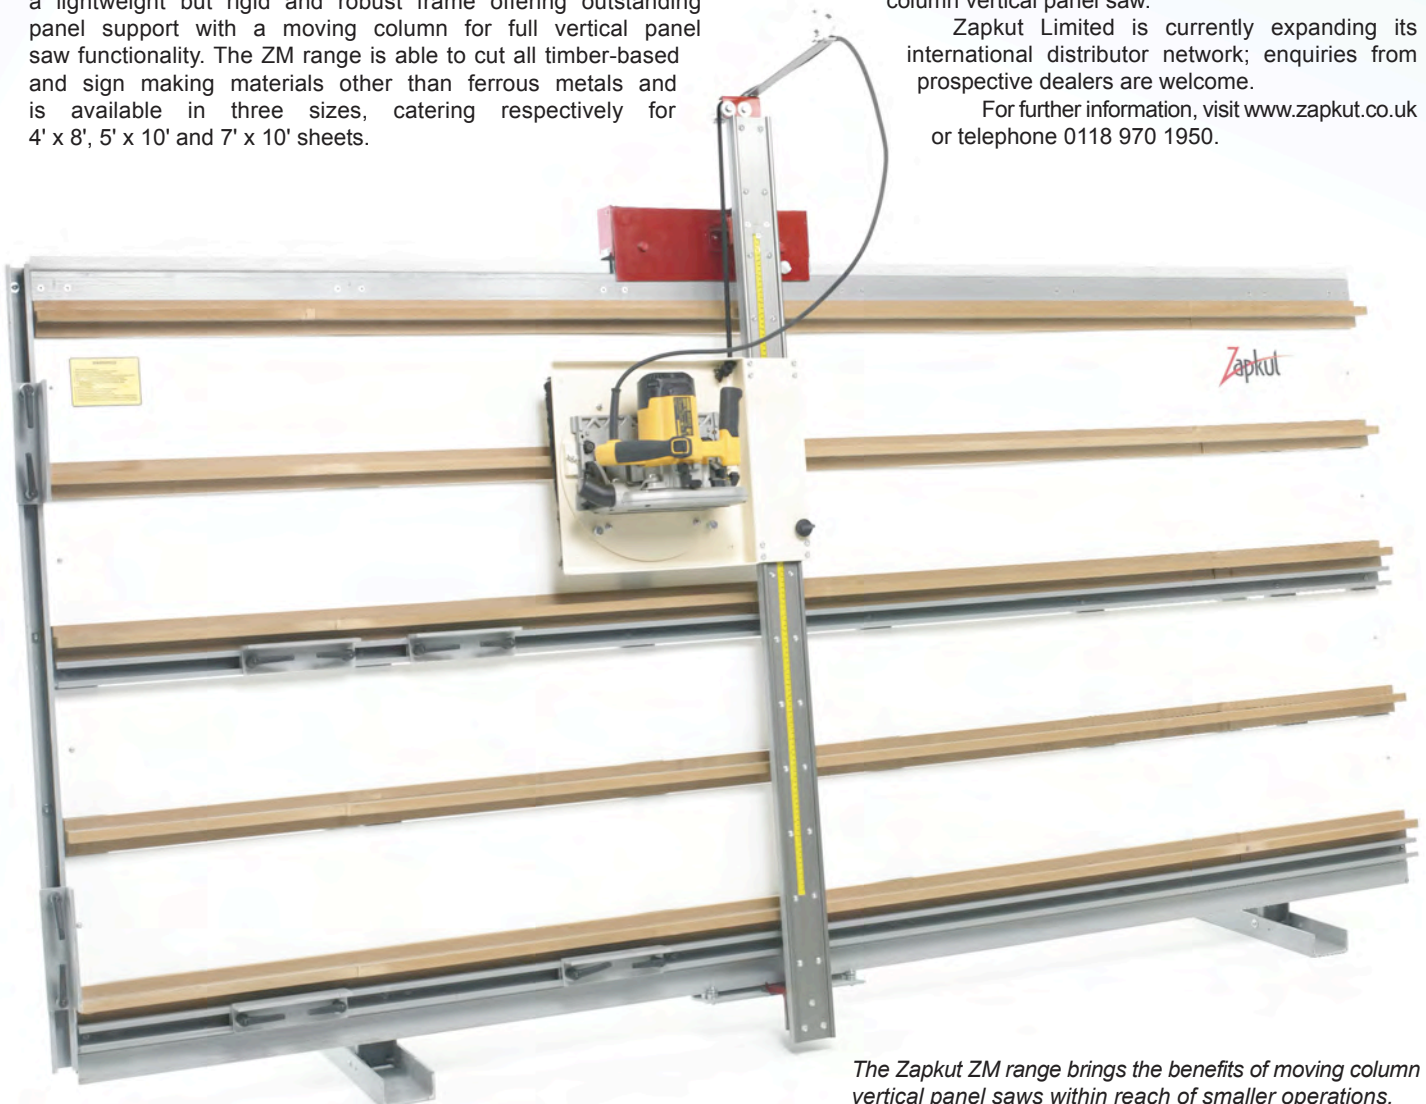 a lightweight but rigid and robust frame offering outstanding
panel support with a moving column for full vertical panel
saw functionality. The ZM range is able to cut all timber-based
and sign making materials other than ferrous metals and
is available in three sizes, catering respectively for
4' x 8', 5' x 10' and 7' x 10' sheets.
column vertical panel saw.
Zapkut Limited is currently expanding its
international distributor network; enquiries from
prospective dealers are welcome.
For further information, visit www.zapkut.co.uk
or telephone 0118 970 1950.
Zapkut
The Zapkut ZM range brings the benefits of moving column
vertical panel saws within reach of smaller operations.